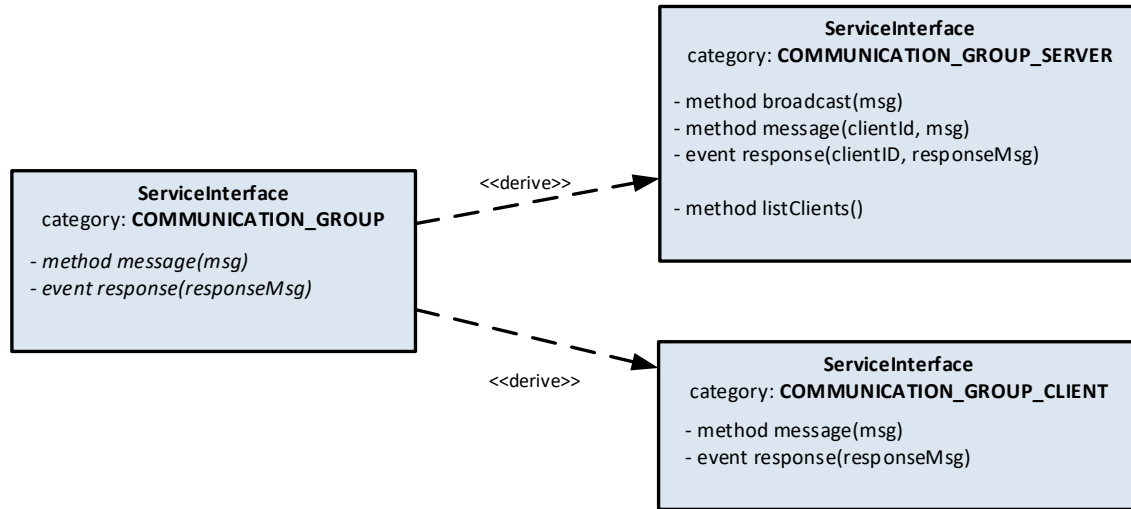 ServiceInterface
category: COMMUNICATION_GROUP
- method message(msg)
- event response(responseMsg)
<<derive>>
<<derive>>
ServiceInterface
category: COMMUNICATION_GROUP_SERVER
- method broadcast(msg)
- method message(clientId, msg)
- event response(clientID, responseMsg)
- method listClients()
ServiceInterface
category: COMMUNICATION_GROUP_CLIENT
- method message(msg)
- event response(responseMsg)